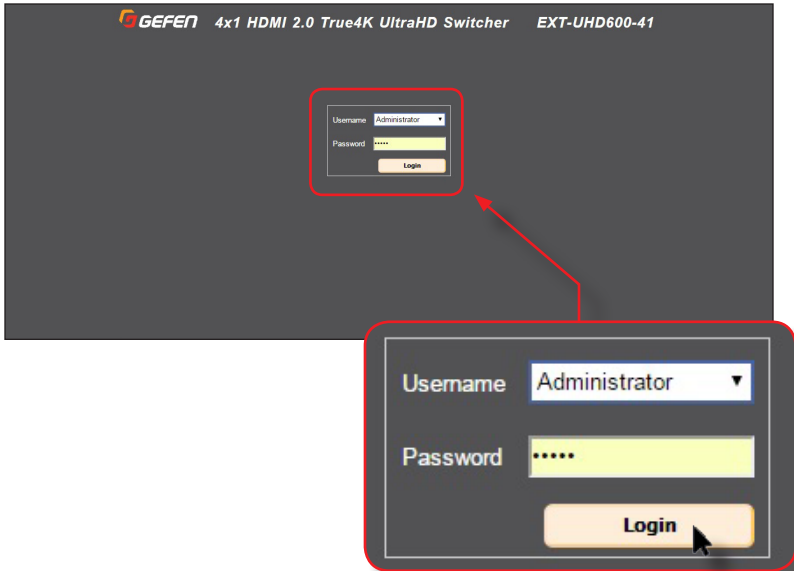 GEFEN 4x1 HDMI 2.0 True4K UltraHD Switcher EXT-UHD600-41
Username Administrator
Password •••••
Login
Username Administrator
Password •••••
Login